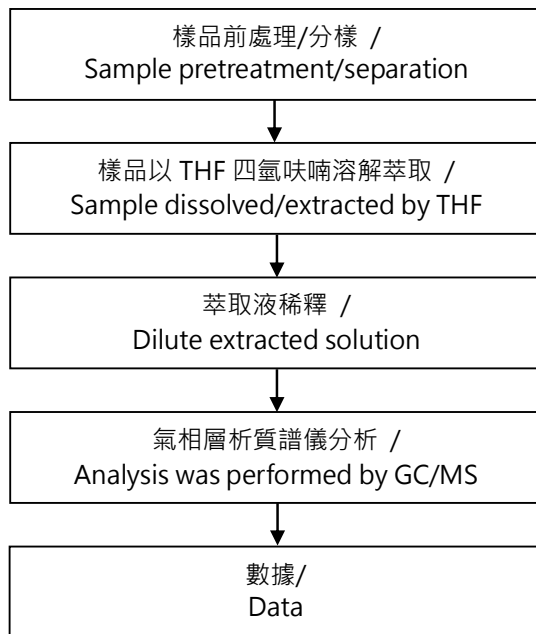 樣品前處理/分樣 /
Sample pretreatment/separation
樣品以 THF 四氫呋喃溶解萃取 /
Sample dissolved/extracted by THF
萃取液稀釋 /
Dilute extracted solution
氣相層析質譜儀分析 /
Analysis was performed by GC/MS
數據/
Data